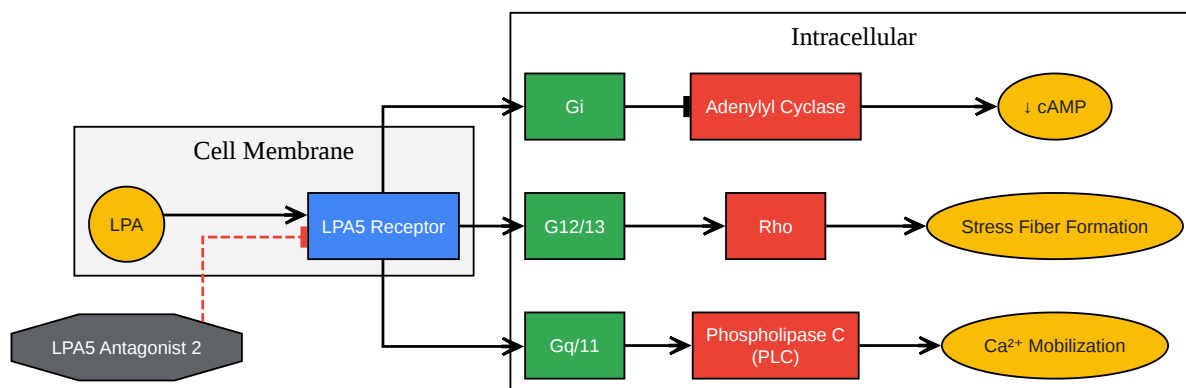 Intracellular
Gi
Adenylyl Cyclase
↓ cAMP
Cell Membrane
LPA
LPA5 Receptor
G12/13
Rho
Stress Fiber Formation
LPA5 Antagonist 2
Gq/11
Phospholipase C
(PLC)
Ca²⁺ Mobilization